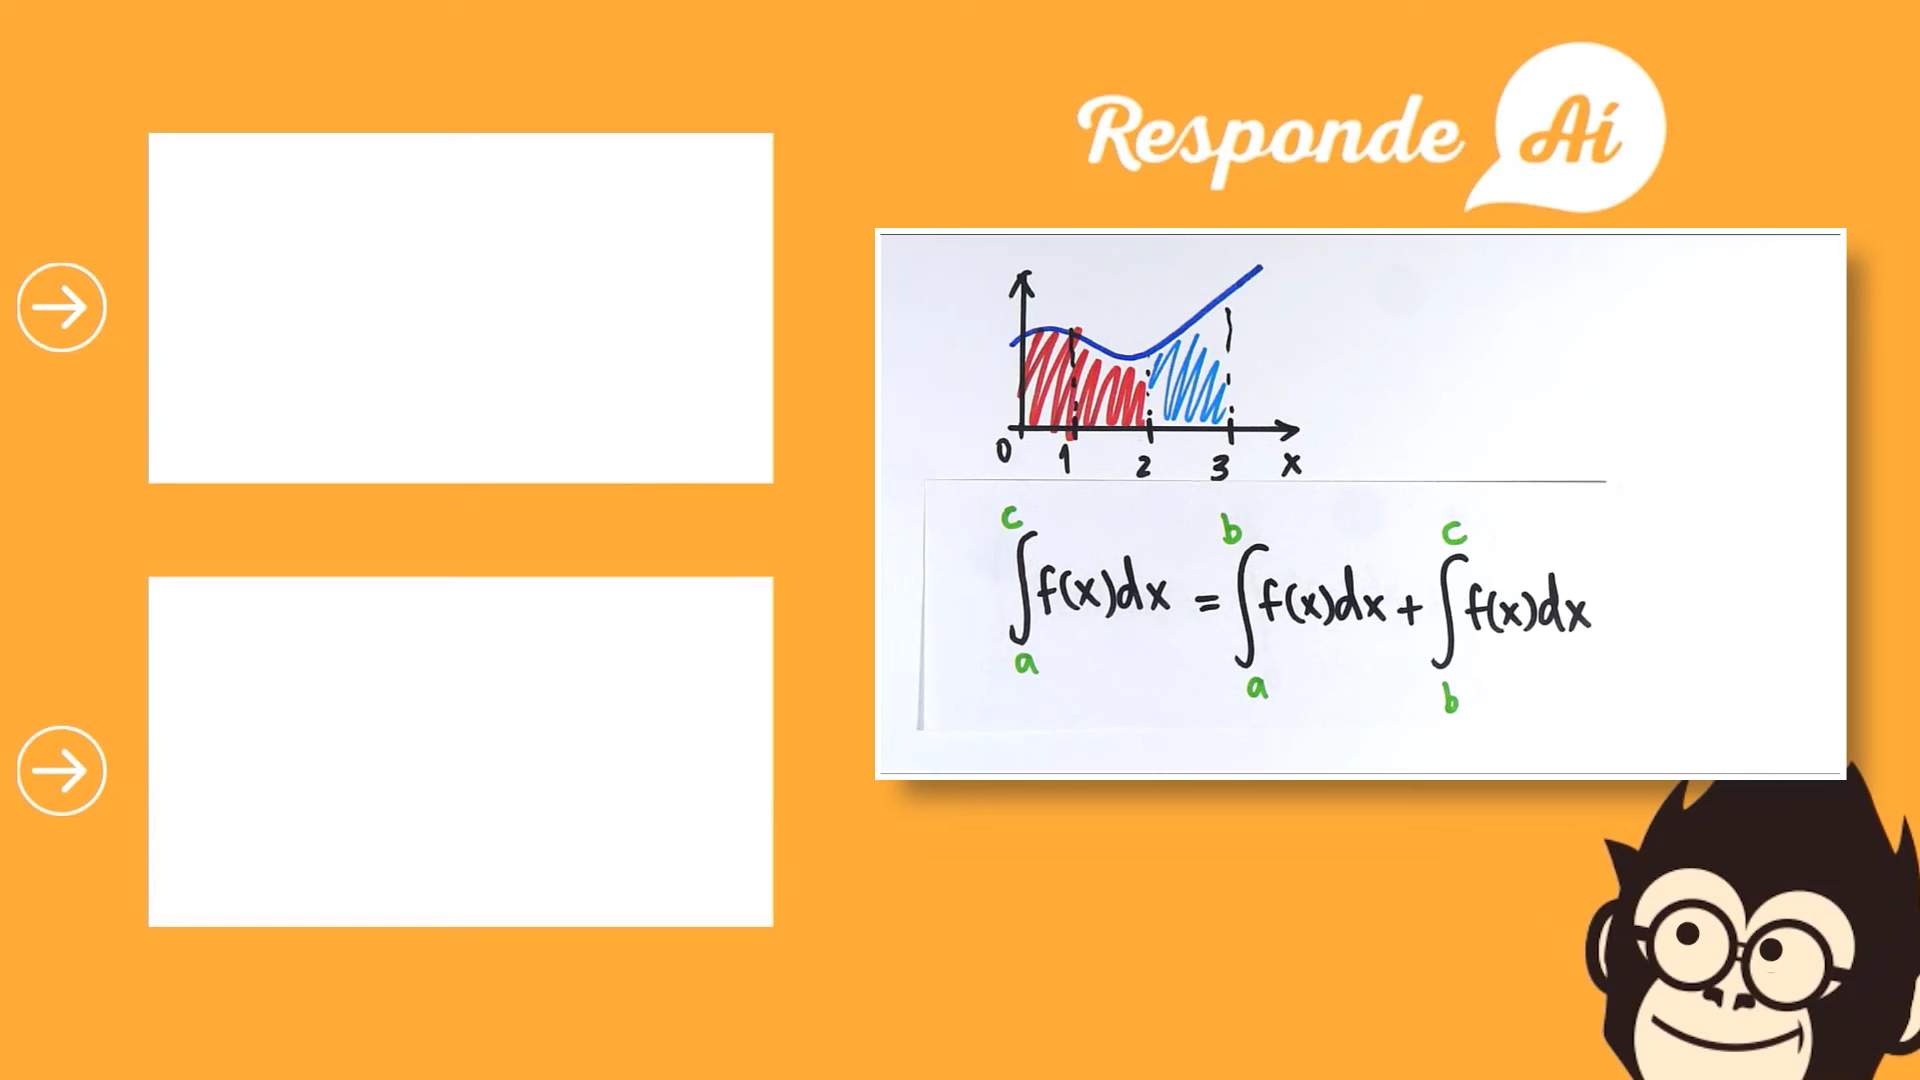 Responde Aí
0 1 2 3 x
c b c
∫f(x)dx = ∫f(x)dx + ∫f(x)dx
a a b